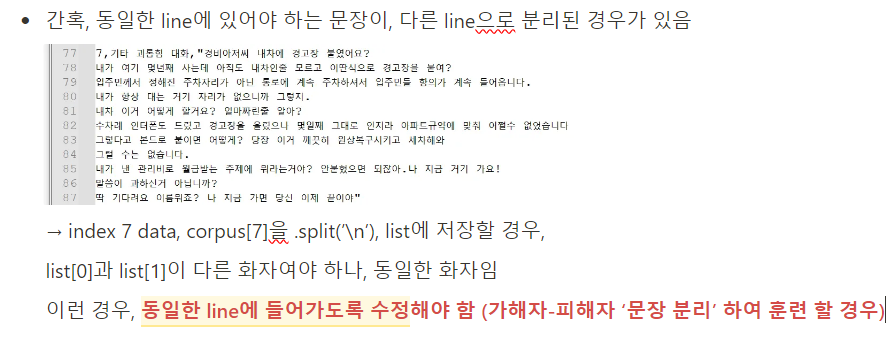 • 간혹, 동일한 line에 있어야 하는 문장이, 다른 line으로 분리된 경우가 있음
77 7,기타 괴롭힘 대화,"경비아저씨 내차에 경고장 붙였어요?
78 내가 여기 몇년째 사는데 아직도 내차인줄 모르고 이딴식으로 경고장을 붙여?
79 입주민께서 정해진 주차자리가 아닌 통로에 계속 주차하셔서 입주민들 항의가 계속 들어옵니다.
80 내가 항상 대는 거기 자리가 없으니까 그렇지.
81 내차 이거 어떻게 할거요? 얼마짜린줄 알아?
82 수차례 인터폰도 드렸고 경고장을 올렸으니 몇일째 그대로 인지라 아파트규약에 맞춰 어쩔수 없었습니다
83 그렇다고 본드로 붙이면 어떻게? 당장 이거 깨끗히 원상복구시키고 세차해와
84 그럴 수는 없습니다.
85 내가 낸 관리비로 월급받는 주제에 뭐라는거야? 안붙혔으면 되잖아.나 지금 거기 가요!
86 말씀이 과하신거 아닙니까?
87 딱 기다려요 이름뭐죠? 나 지금 가면 당신 이제 끝이야"
→ index 7 data, corpus[7]을 .split('\n'), list에 저장할 경우,
list[0]과 list[1]이 다른 화자여야 하나, 동일한 화자임
이런 경우, 동일한 line에 들어가도록 수정해야 함 (가해자-피해자 ‘문장 분리’ 하여 훈련 할 경우)